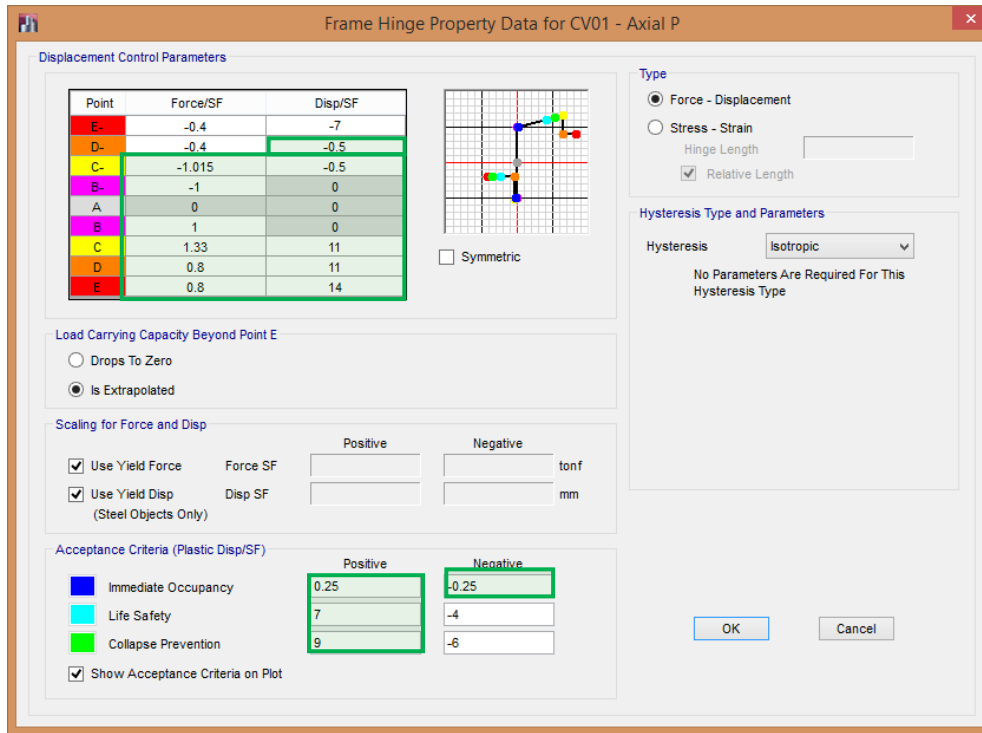 Frame Hinge Property Data for CV01 - Axial P
Displacement Control Parameters
Point Force/SF Disp/SF
E- -0.4 -7
D- -0.4 -0.5
C- -1.015 -0.5
B- -1 0
A 0 0
B 1 0
C 1.33 11
D 0.8 11
E 0.8 14
Symmetric
Type
Force - Displacement
Stress - Strain
Hinge Length
Relative Length
Hysteresis Type and Parameters
Hysteresis Isotropic
No Parameters Are Required For This
Hysteresis Type
Load Carrying Capacity Beyond Point E
Drops To Zero
Is Extrapolated
Scaling for Force and Disp
Positive Negative
Use Yield Force Force SF tonf
Use Yield Disp Disp SF mm
(Steel Objects Only)
Acceptance Criteria (Plastic Disp/SF)
Positive Negative
Immediate Occupancy 0.25 -0.25
Life Safety 7 -4
Collapse Prevention 9 -6
Show Acceptance Criteria on Plot
OK Cancel